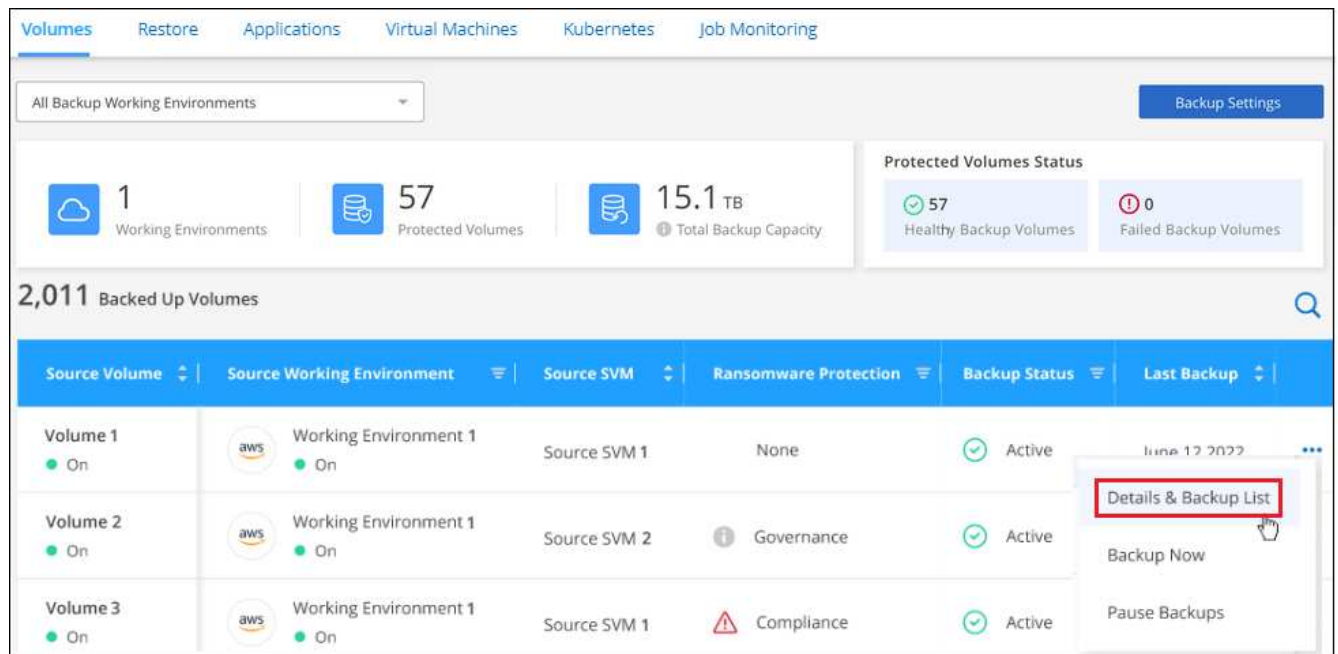 Volumes Restore Applications Virtual Machines Kubernetes Job Monitoring
All Backup Working Environments Backup Settings
Protected Volumes Status
1 57 15.1 TB 57 0
Working Environments Protected Volumes Total Backup Capacity Healthy Backup Volumes Failed Backup Volumes
2,011 Backed Up Volumes
Source Volume Source Working Environment Source SVM Ransomware Protection Backup Status Last Backup
Volume 1 aws Working Environment 1 Source SVM 1 None Active June 12 2022
On On
Details & Backup List
Volume 2 aws Working Environment 1 Source SVM 2 Governance Active
On On
Backup Now
Volume 3 aws Working Environment 1 Source SVM 1 Compliance Active
On On
Pause Backups